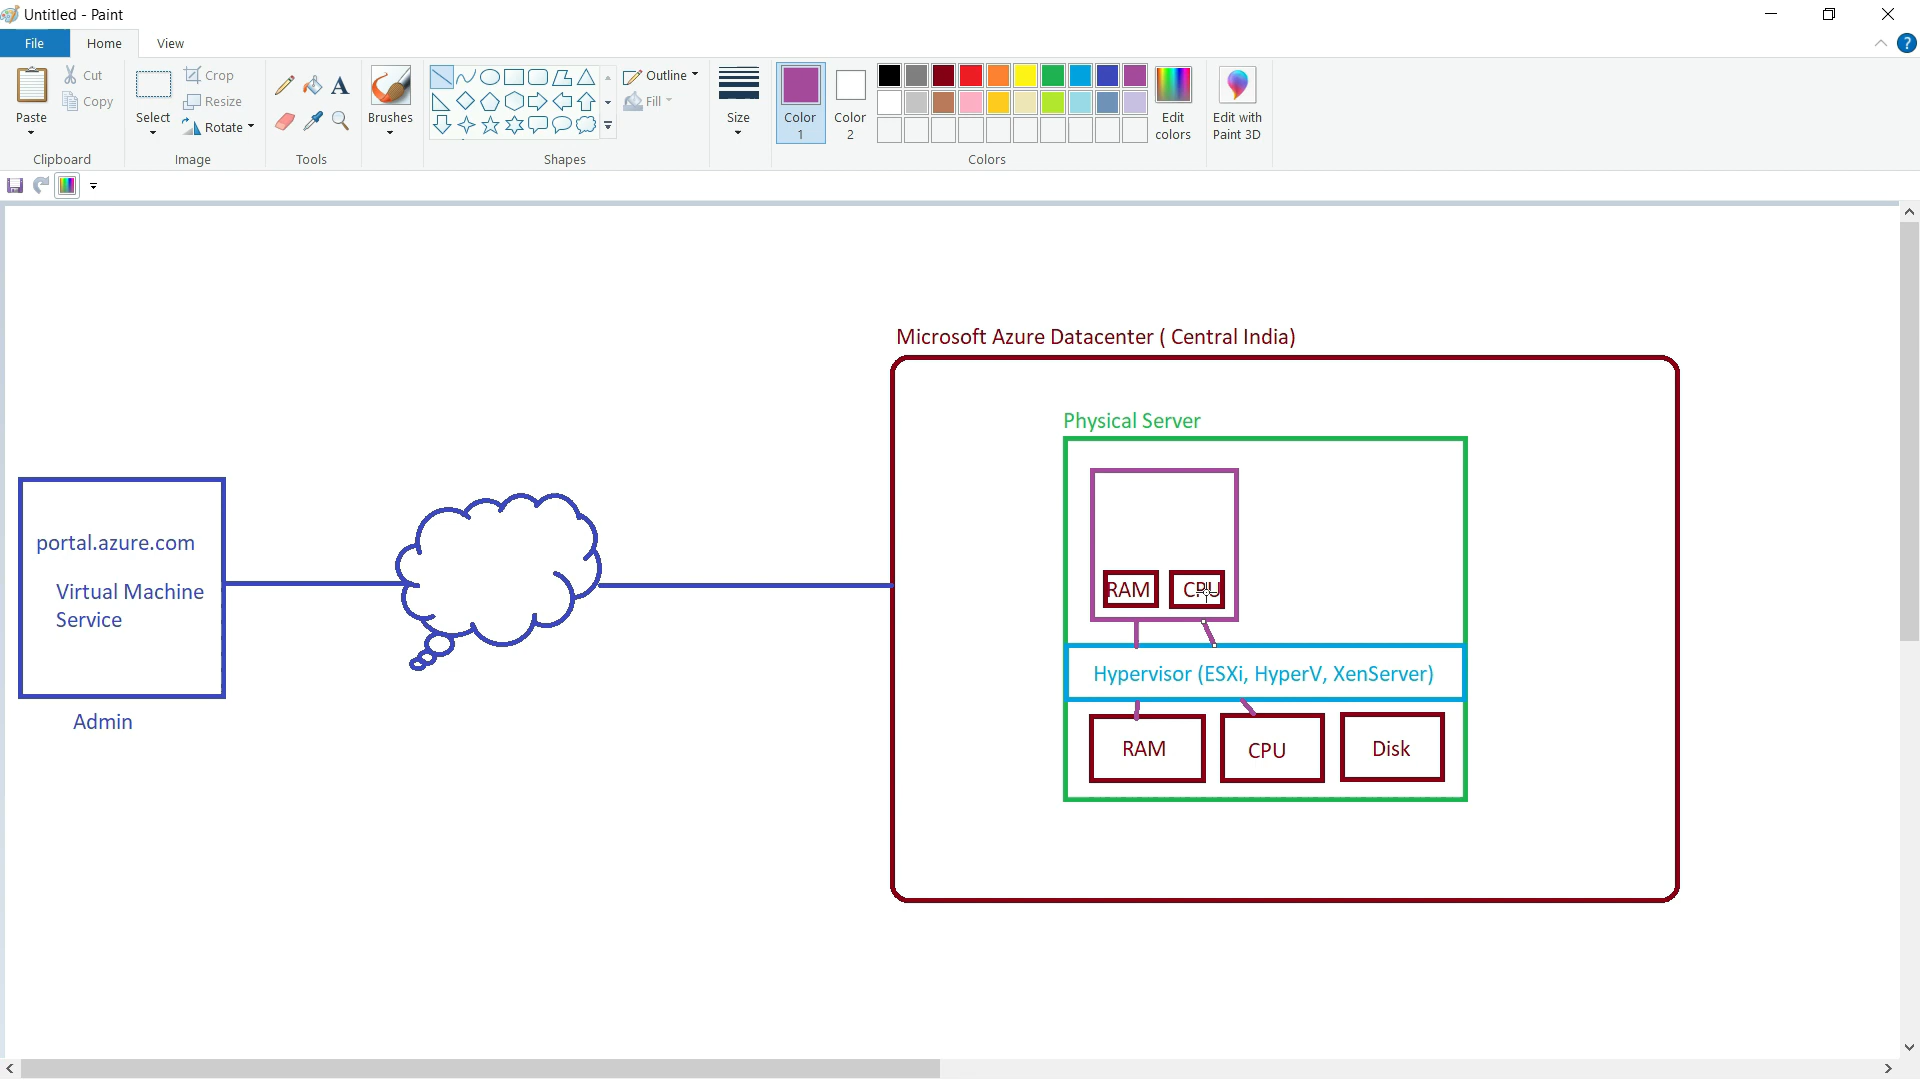 Untitled - Paint
File
Home
View
Paste
Cut
Copy
Clipboard
Select
Crop
Resize
Rotate
Image
Tools
Brushes
Shapes
Outline
Fill
Size
Color
1
Color
2
Colors
Edit
colors
Edit with
Paint 3D
?
Microsoft Azure Datacenter ( Central India)
Physical Server
portal.azure.com
Virtual Machine
Service
Admin
RAM
CPU
Hypervisor (ESXi, HyperV, XenServer)
RAM
CPU
Disk